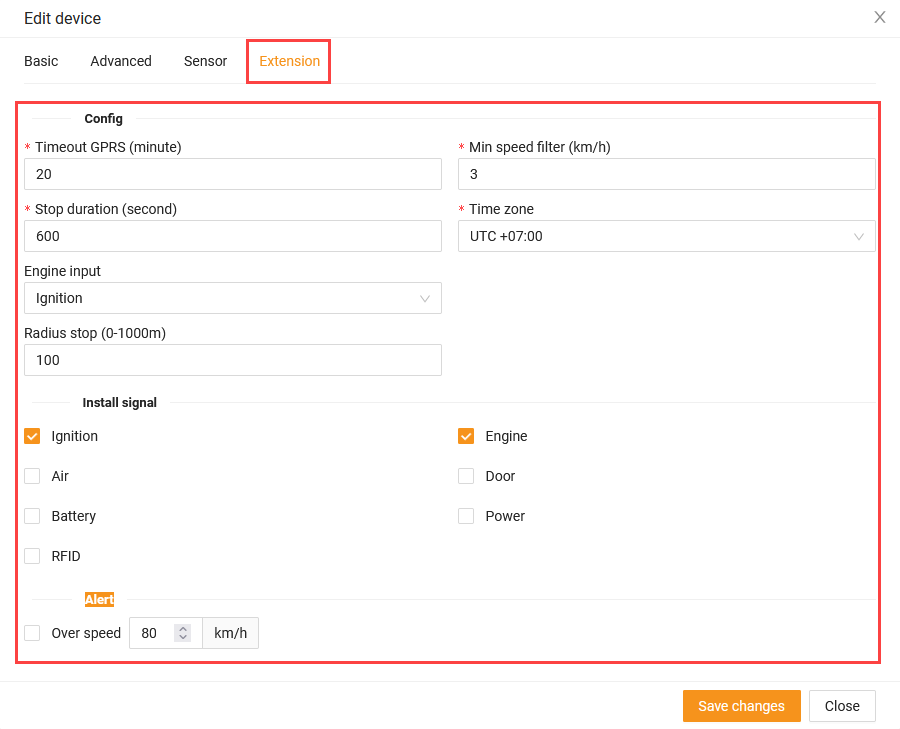 Edit device
Basic Advanced Sensor Extension
Config
* Timeout GPRS (minute) * Min speed filter (km/h)
20 3
* Stop duration (second) * Time zone
600 UTC +07:00
Engine input
Ignition
Radius stop (0-1000m)
100
Install signal
Ignition Engine
Air Door
Battery Power
RFID
Alert
Over speed 80 km/h
Save changes Close